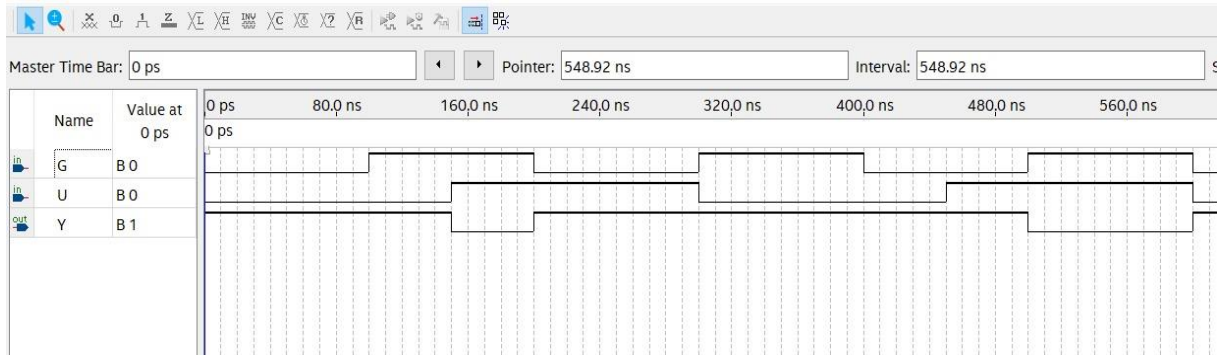 Master Time Bar: 0 ps Pointer: 548.92 ns Interval: 548.92 ns S
Name Value at 0 ps
0 ps 80.0 ns 160.0 ns 240.0 ns 320.0 ns 400.0 ns 480.0 ns 560.0 ns
0 ps
in G B 0
in U B 0
out Y B 1